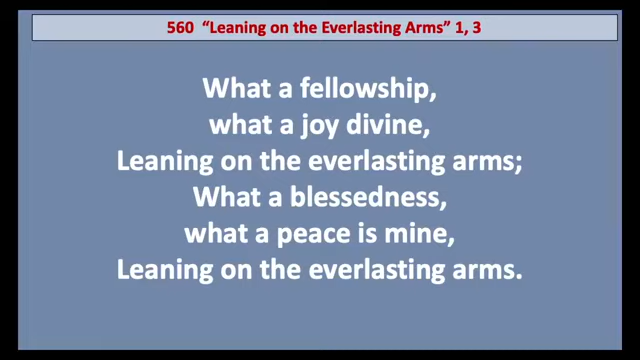 560 “Leaning on the Everlasting Arms” 1, 3
What a fellowship,
what a joy divine,
Leaning on the everlasting arms;
What a blessedness,
what a peace is mine,
Leaning on the everlasting arms.